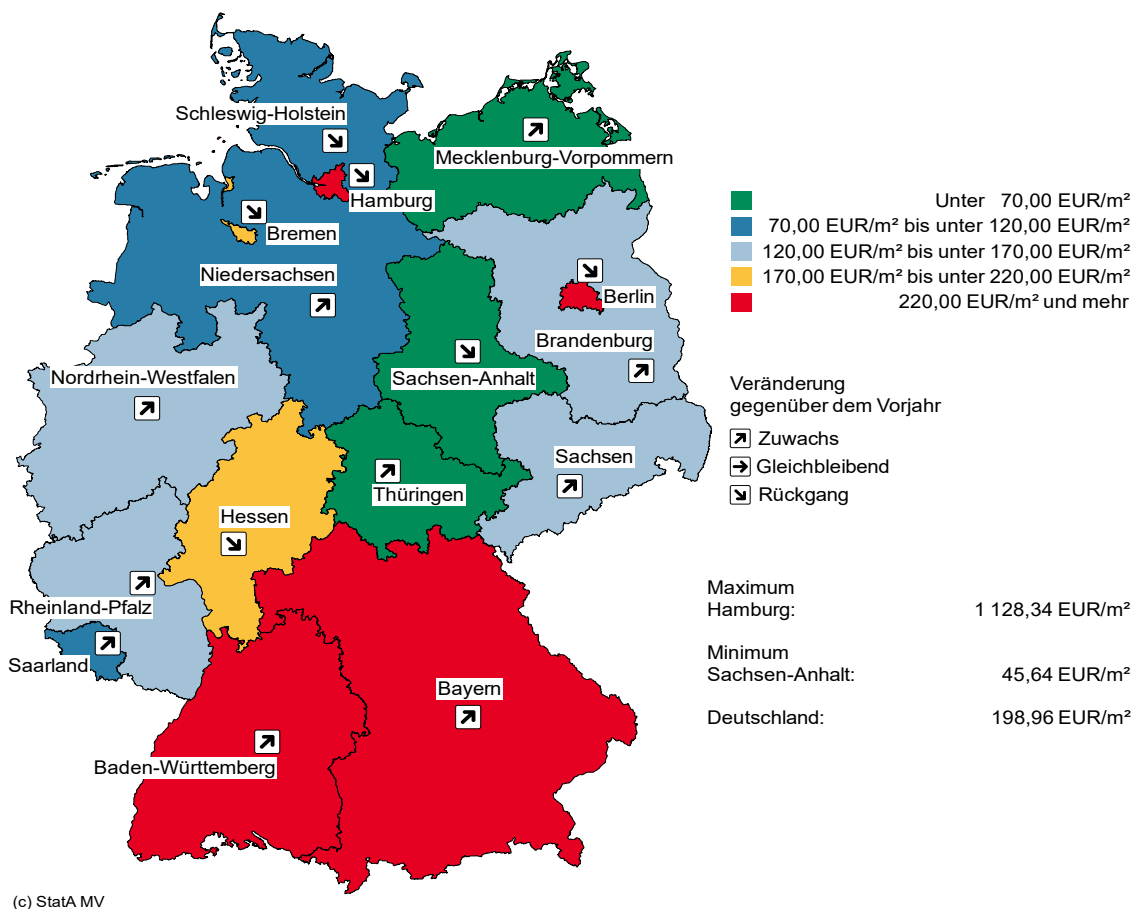 Schleswig-Holstein
Mecklenburg-Vorpommern
Hamburg
Bremen
Niedersachsen
Berlin
Brandenburg
Nordrhein-Westfalen
Sachsen-Anhalt
Sachsen
Thüringen
Hessen
Rheinland-Pfalz
Saarland
Bayern
Baden-Württemberg
Unter 70,00 EUR/m²
70,00 EUR/m² bis unter 120,00 EUR/m²
120,00 EUR/m² bis unter 170,00 EUR/m²
170,00 EUR/m² bis unter 220,00 EUR/m²
220,00 EUR/m² und mehr
Veränderung
gegenüber dem Vorjahr
Zuwachs
Gleichbleibend
Rückgang
Maximum
Hamburg: 1 128,34 EUR/m²
Minimum
Sachsen-Anhalt: 45,64 EUR/m²
Deutschland: 198,96 EUR/m²
(c) StatA MV